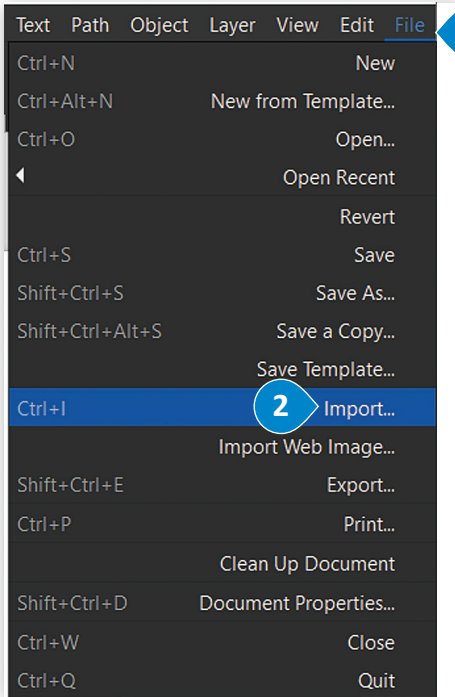 Text Path Object Layer View Edit File
Ctrl+N New
Ctrl+Alt+N New from Template...
Ctrl+O Open...
Open Recent
Revert
Ctrl+S Save
Shift+Ctrl+S Save As...
Shift+Ctrl+Alt+S Save a Copy...
Save Template...
Ctrl+I 2 Import...
Import Web Image...
Shift+Ctrl+E Export...
Ctrl+P Print...
Clean Up Document
Shift+Ctrl+D Document Properties...
Ctrl+W Close
Ctrl+Q Quit